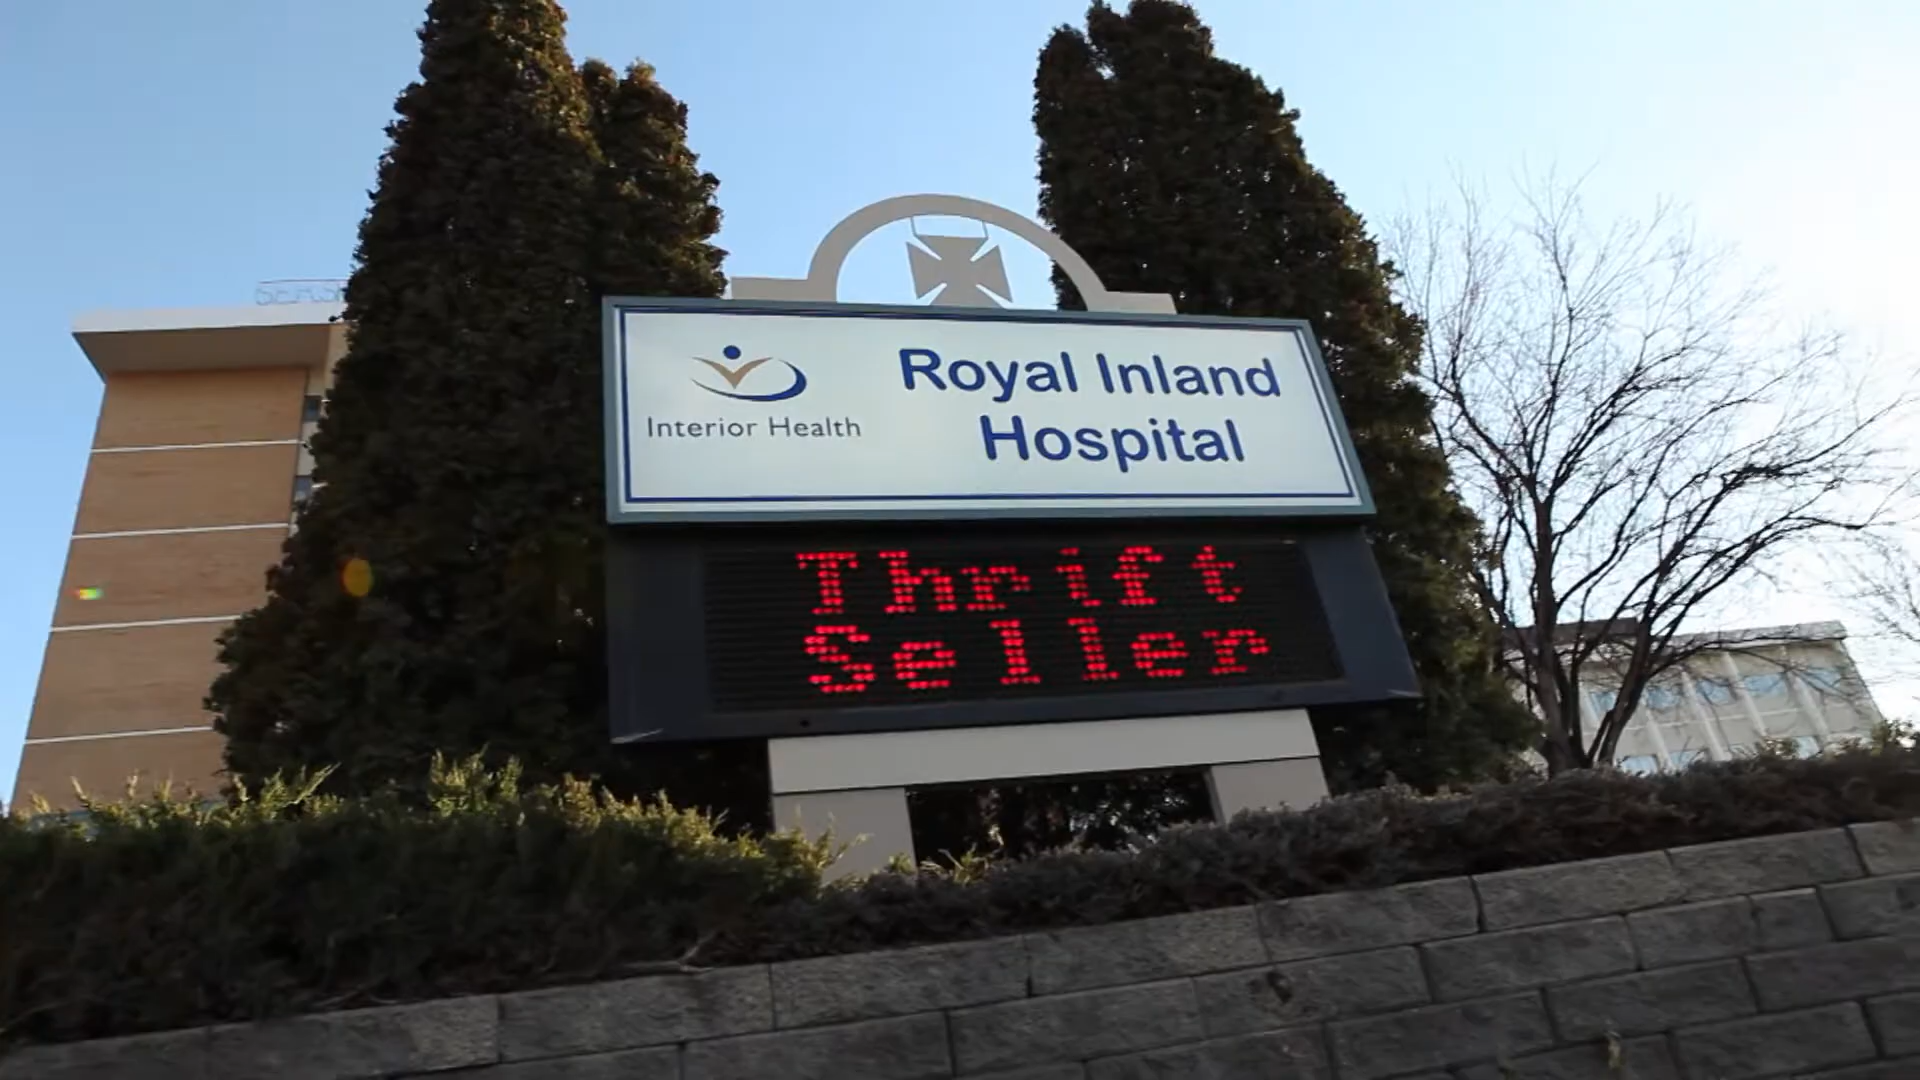 Interior Health
Royal Inland
Hospital
Thrift
Seller